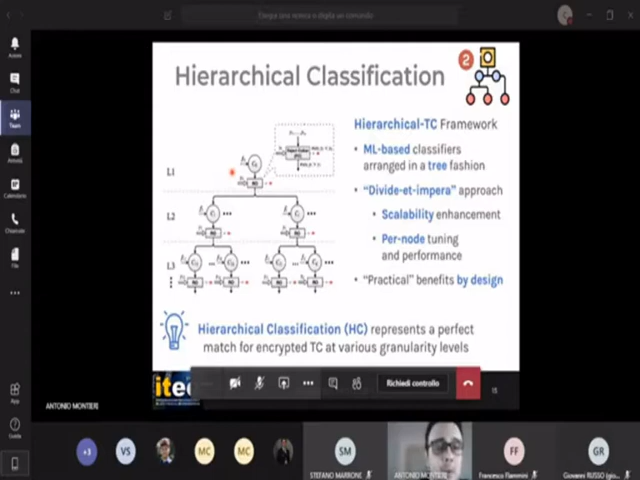 Esegui una ricerca o digita un comando
C
Chat
Team
Attività
Calendario
Chiamate
File
App
Guida
Hierarchical Classification
2
L1
L2
L3
Hierarchical-TC Framework
ML-based classifiers
arranged in a tree fashion
“Divide-et-impera” approach
Scalability enhancement
Per-node tuning
and performance
“Practical” benefits by design
Hierarchical Classification (HC) represents a perfect
match for encrypted TC at various granularity levels
Richiedi controllo
15
ANTONIO MONTIERI
+3
VS
MC
MC
SM
FF
GR
STEFANO MARRONE
ANTONIO MONTIERI
Francesco Flammini
Giovanni RUSSO